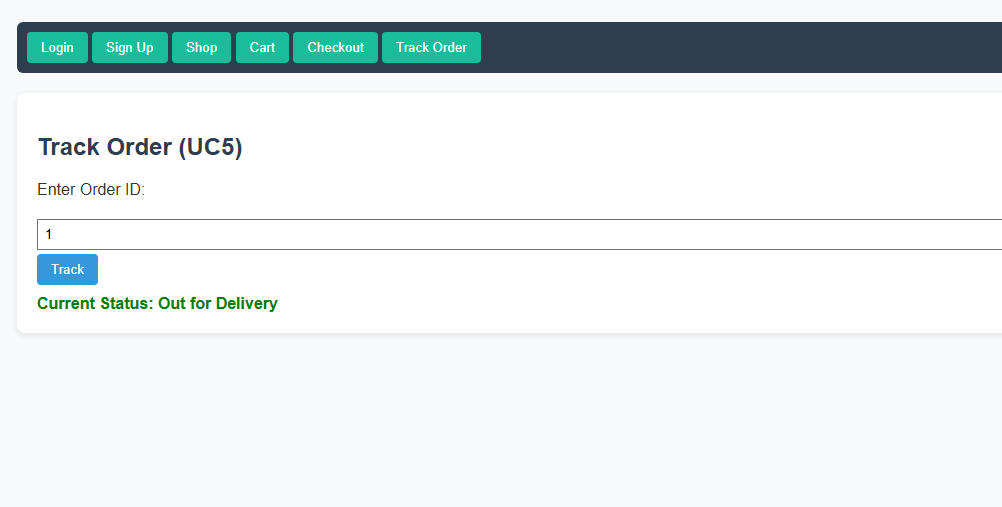 Login Sign Up Shop Cart Checkout Track Order
Track Order (UC5)
Enter Order ID:
1
Track
Current Status: Out for Delivery